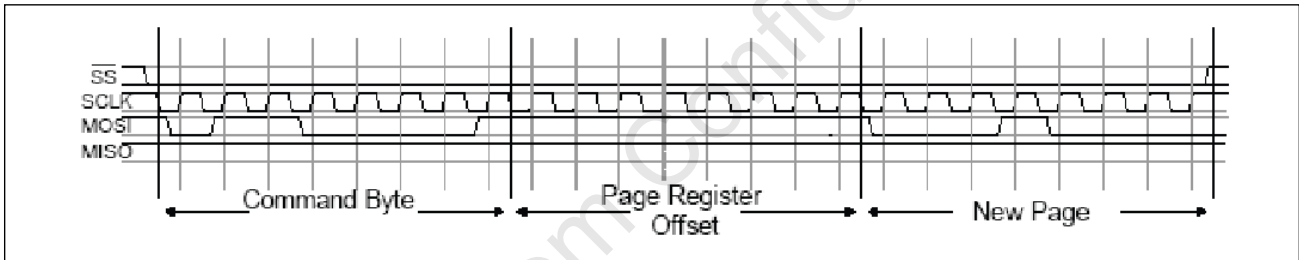 SS
SCLK
MOSI
MISO
Command Byte
Page Register
Offset
New Page